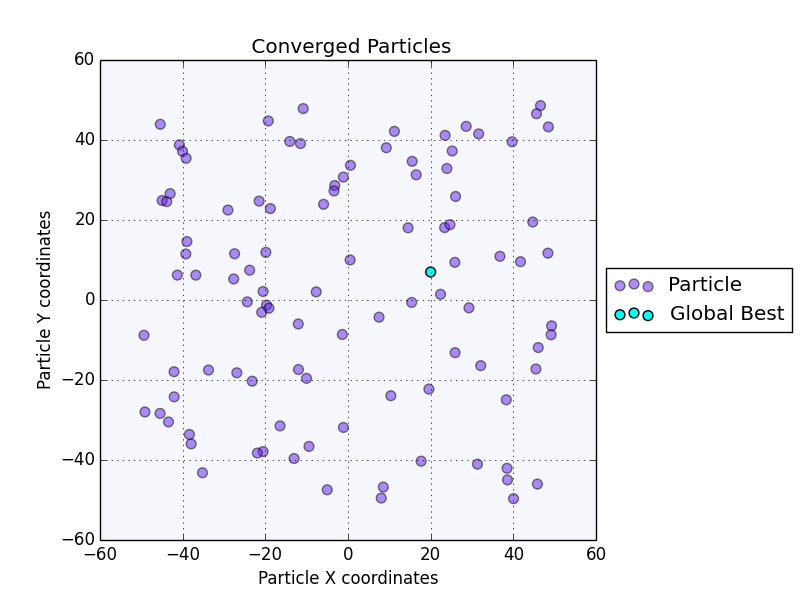 Converged Particles
60
40
20
0
−20
−40
−60
−60 −40 −20 0 20 40 60
Particle Y coordinates
Particle X coordinates
Particle
Global Best